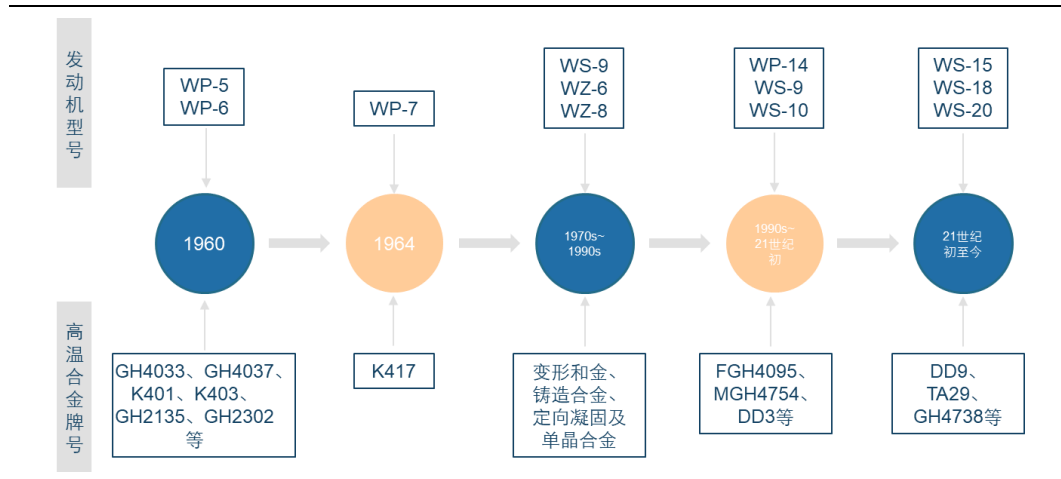 发动机型号
WP-5
WP-6
WP-7
WS-9
WZ-6
WZ-8
WP-14
WS-9
WS-10
WS-15
WS-18
WS-20
1960
1964
1970s~
1990s
1990s~
21世纪
初
21世纪
初至今
高温合金牌号
GH4033、GH4037、
K401、K403、
GH2135、GH2302
等
K417
变形和金、
铸造合金、
定向凝固及
单晶合金
FGH4095、
MGH4754、
DD3等
DD9、
TA29、
GH4738等